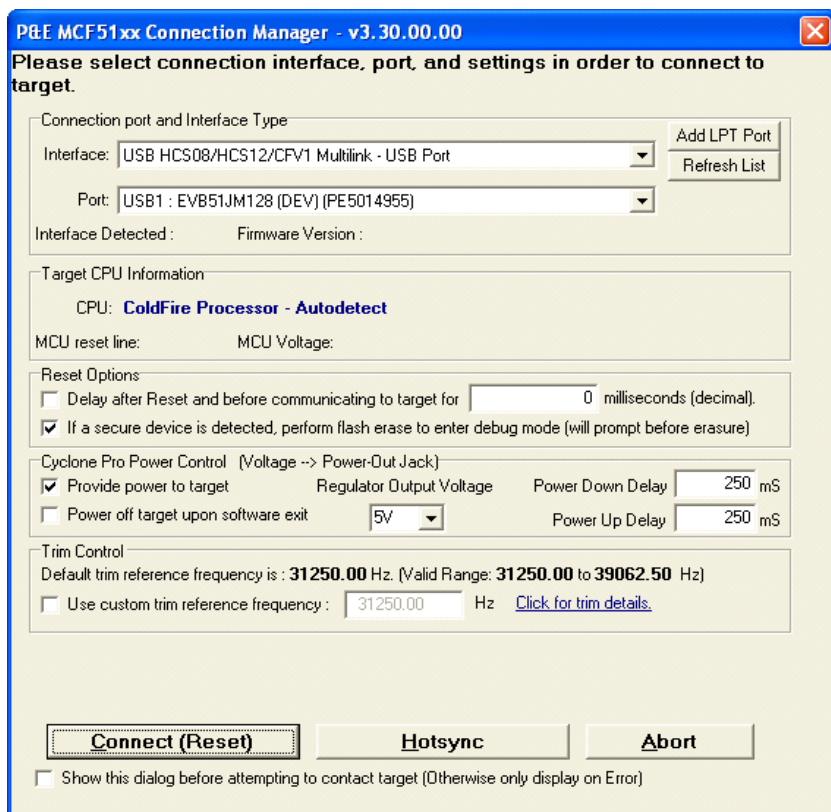 P&E MCF51xx Connection Manager - v3.30.00.00
Please select connection interface, port, and settings in order to connect to
target.
Connection port and Interface Type
Add LPT Port
Interface: USB HCS08/HCS12/CFV1 Multilink - USB Port
Refresh List
Port: USB1 : EVB51JM128 (DEV) (PE5014955)
Interface Detected : Firmware Version :
Target CPU Information
CPU: ColdFire Processor - Autodetect
MCU reset line: MCU Voltage:
Reset Options
Delay after Reset and before communicating to target for 0 milliseconds (decimal).
If a secure device is detected, perform flash erase to enter debug mode (will prompt before erasure)
Cyclone Pro Power Control (Voltage --> Power-Out Jack)
Provide power to target Regulator Output Voltage Power Down Delay 250 mS
Power off target upon software exit 5V Power Up Delay 250 mS
Trim Control
Default trim reference frequency is : 31250.00 Hz. (Valid Range: 31250.00 to 39062.50 Hz)
Use custom trim reference frequency : 31250.00 Hz Click for trim details.
Connect (Reset) Hotsync Abort
Show this dialog before attempting to contact target (Otherwise only display on Error)